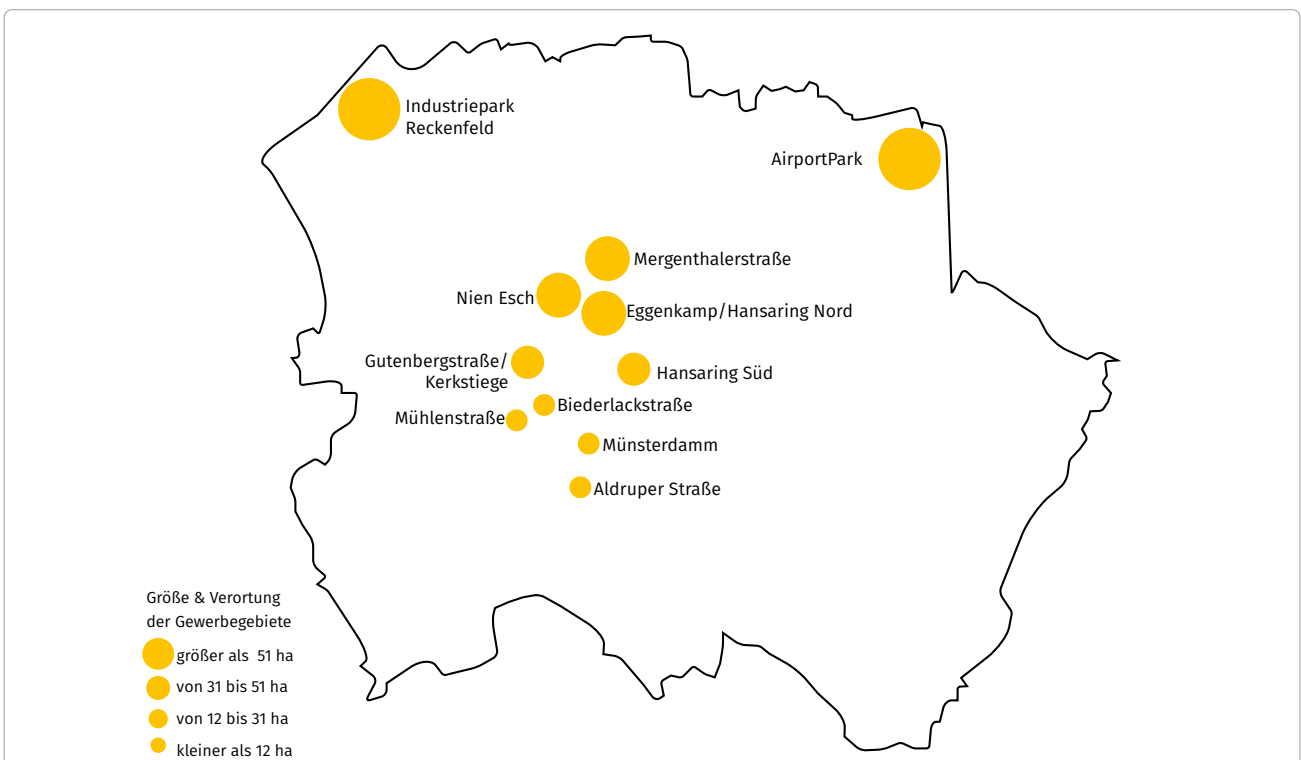 Industriepark
Reckenfeld
AirportPark
Mergenthalerstraße
Nien Esch
Eggenkamp/Hansaring Nord
Gutenbergstraße/
Kerkstiege
Hansaring Süd
Biederlackstraße
Mühlenstraße
Münsterdamm
Aldruper Straße
Größe & Verortung
der Gewerbegebiete
größer als 51 ha
von 31 bis 51 ha
von 12 bis 31 ha
kleiner als 12 ha